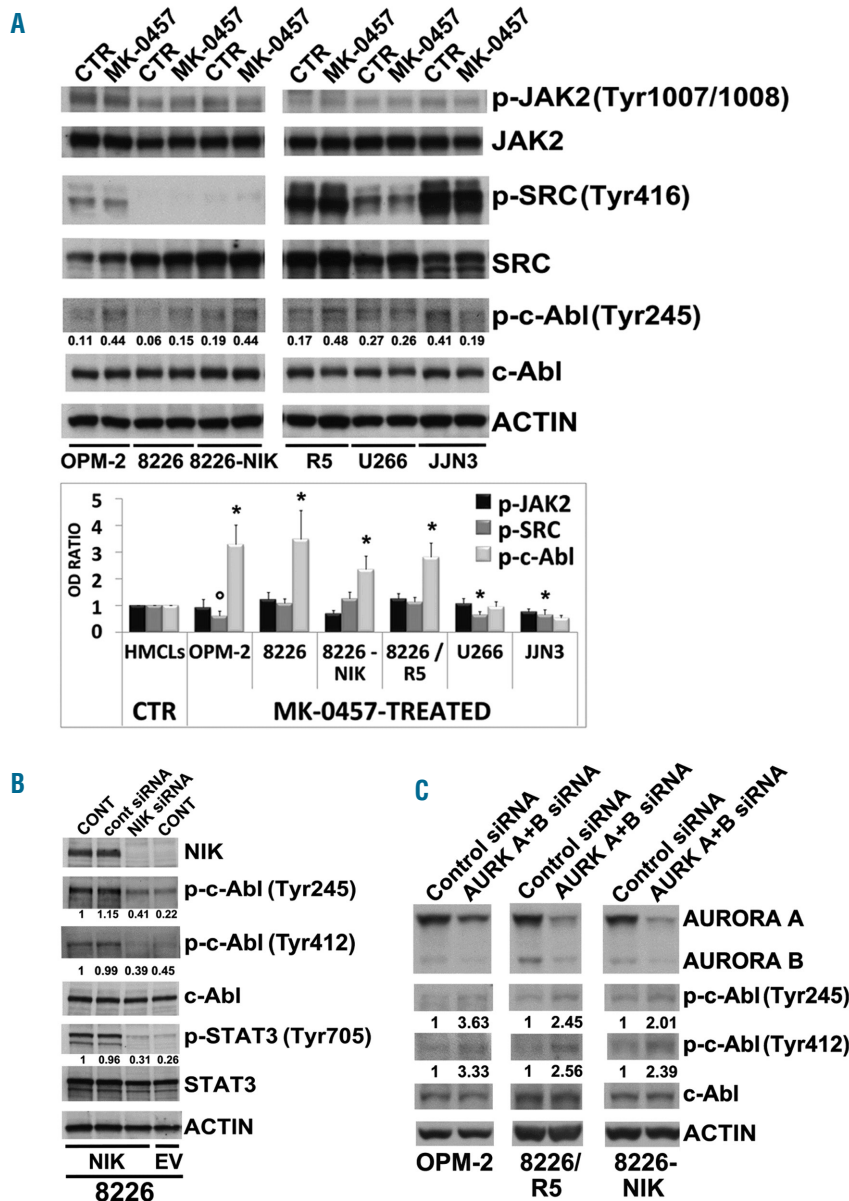 A
CTR MK-0457 CTR MK-0457 CTR MK-0457 CTR MK-0457 CTR MK-0457 CTR MK-0457
p-JAK2(Tyr1007/1008)
JAK2
p-SRC(Tyr416)
SRC
p-c-Abl(Tyr245)
0.11 0.44 0.06 0.15 0.19 0.44 0.17 0.48 0.27 0.26 0.41 0.19
c-Abl
ACTIN
OPM-2 8226 8226-NIK R5 U266 JJN3
OD RATIO
5
4
3
2
1
0
* * * * * *
°
p-JAK2
p-SRC
p-c-Abl
HMCLs OPM-2 8226 8226 - NIK 8226 / R5 U266 JJN3
CTR MK-0457-TREATED
B
CONT cont siRNA NIK siRNA CONT
NIK
p-c-Abl (Tyr245)
1 1.15 0.41 0.22
p-c-Abl (Tyr412)
1 0.99 0.39 0.45
c-Abl
p-STAT3 (Tyr705)
1 0.96 0.31 0.26
STAT3
ACTIN
NIK EV
8226
C
Control siRNA AURK A+B siRNA Control siRNA AURK A+B siRNA Control siRNA AURK A+B siRNA
AURORA A
AURORA B
p-c-Abl(Tyr245)
1 3.63 1 2.45 1 2.01
p-c-Abl(Tyr412)
1 3.33 1 2.56 1 2.39
c-Abl
ACTIN
OPM-2 8226/ 8226-
R5 NIK